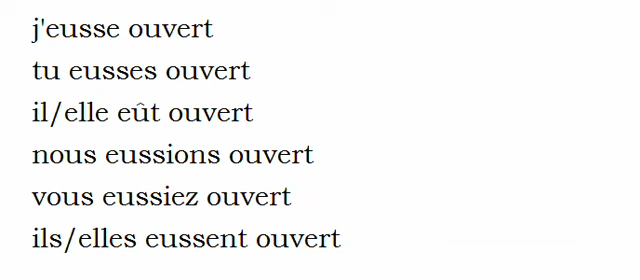 j'eusse ouvert
tu eusses ouvert
il/elle eût ouvert
nous eussions ouvert
vous eussiez ouvert
ils/elles eussent ouvert